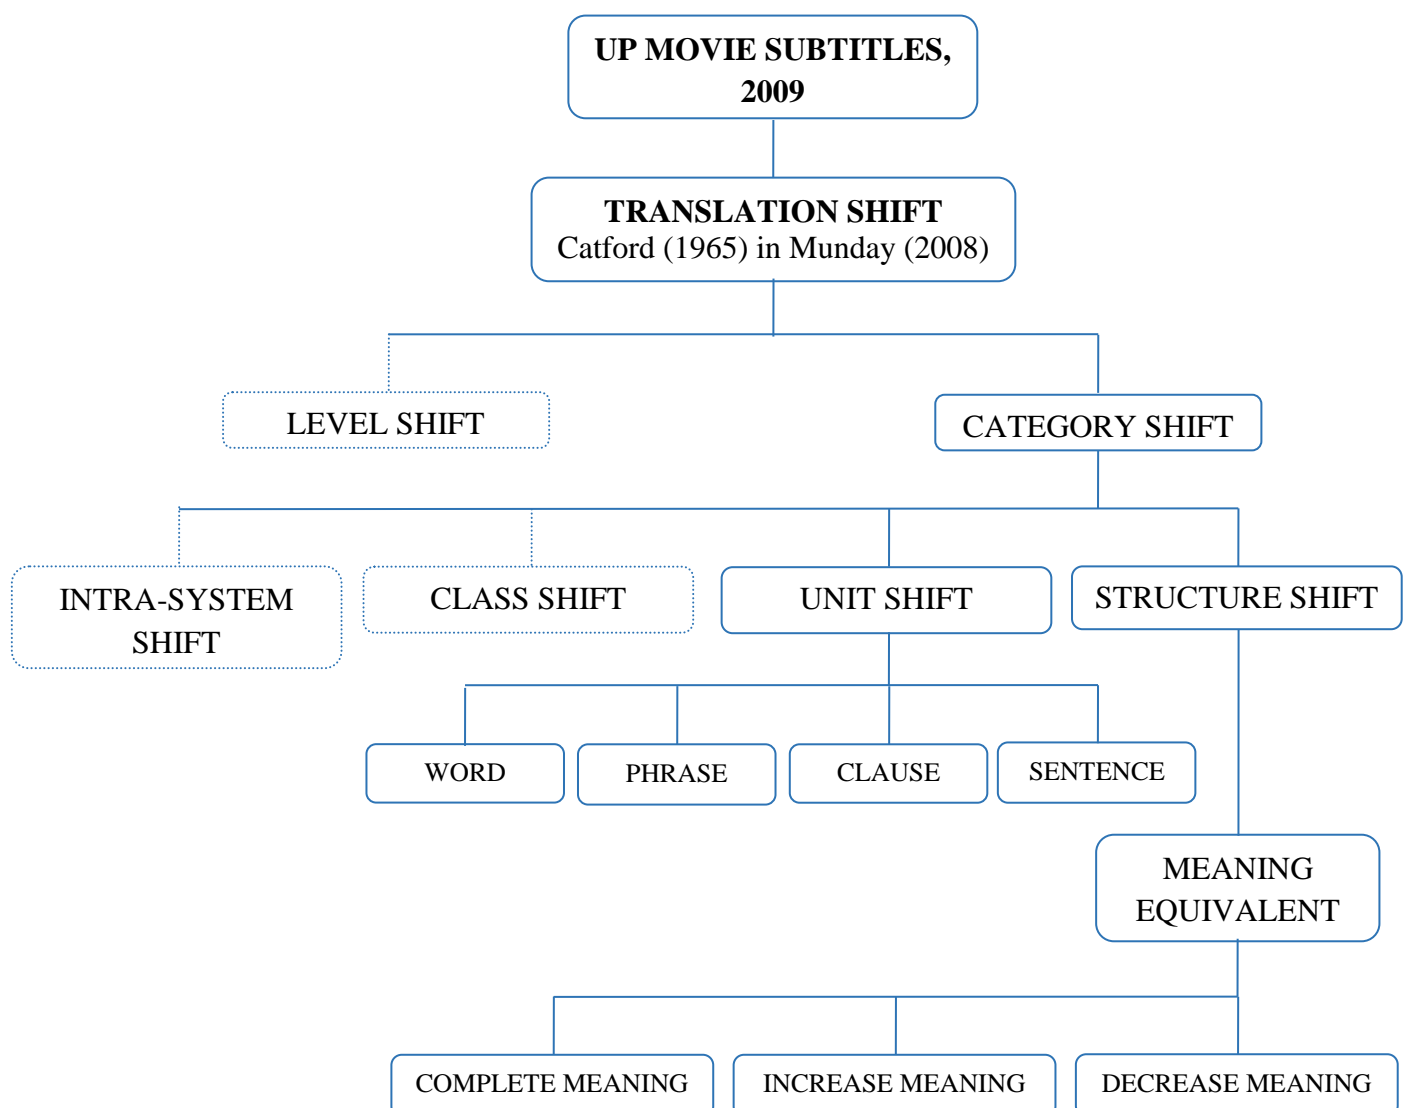 UP MOVIE SUBTITLES,
2009
TRANSLATION SHIFT
Catford (1965) in Munday (2008)
LEVEL SHIFT
CATEGORY SHIFT
INTRA-SYSTEM
SHIFT
CLASS SHIFT
UNIT SHIFT
STRUCTURE SHIFT
WORD
PHRASE
CLAUSE
SENTENCE
MEANING
EQUIVALENT
COMPLETE MEANING
INCREASE MEANING
DECREASE MEANING